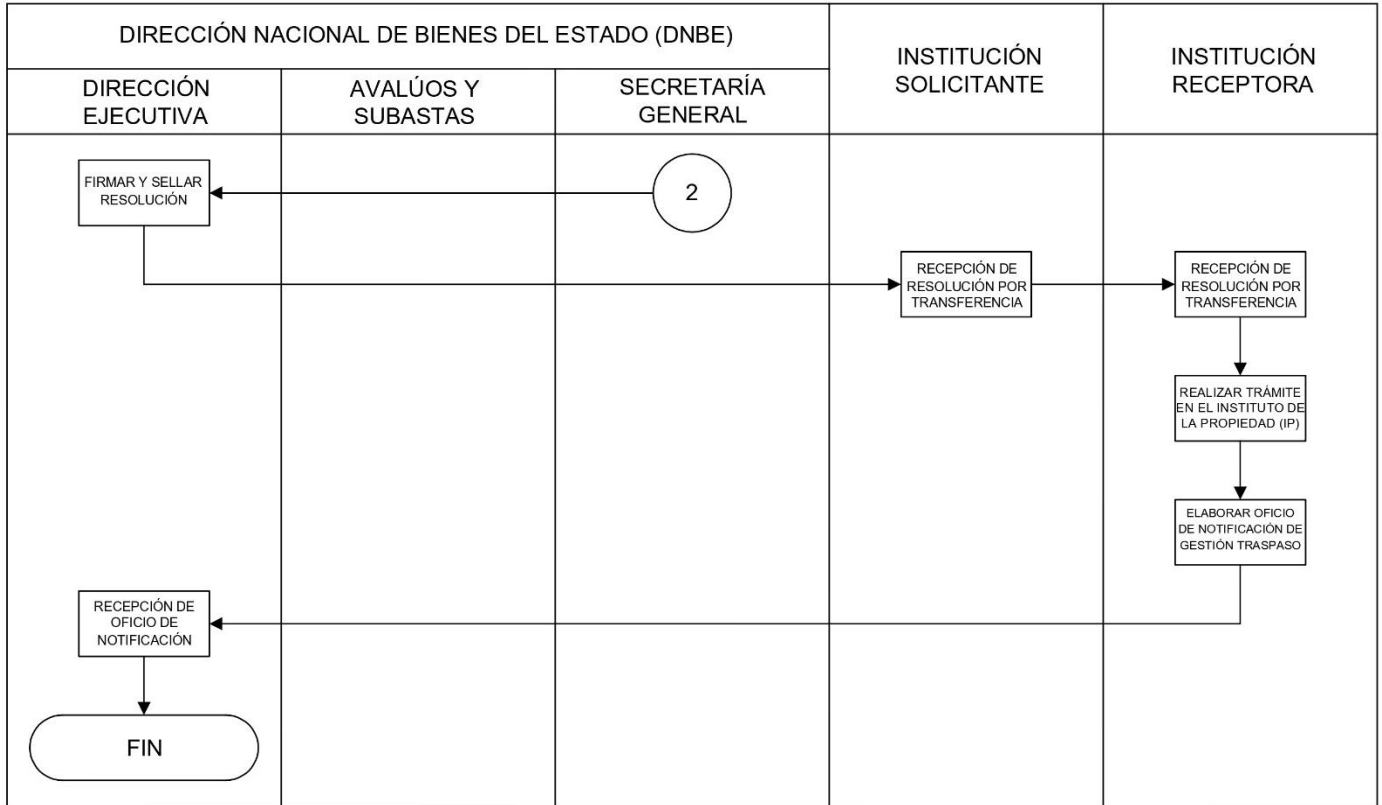 DIRECCIÓN NACIONAL DE BIENES DEL ESTADO (DNBE)
INSTITUCIÓN
SOLICITANTE
INSTITUCIÓN
RECEPTORA
DIRECCIÓN
EJECUTIVA
AVALÚOS Y
SUBASTAS
SECRETARÍA
GENERAL
FIRMAR Y SELLAR
RESOLUCIÓN
2
RECEPCIÓN DE
RESOLUCIÓN POR
TRANSFERENCIA
RECEPCIÓN DE
RESOLUCIÓN POR
TRANSFERENCIA
REALIZAR TRÁMITE
EN EL INSTITUTO DE
LA PROPIEDAD (IP)
ELABORAR OFICIO
DE NOTIFICACIÓN DE
GESTIÓN TRASPASO
RECEPCIÓN DE
OFICIO DE
NOTIFICACIÓN
FIN